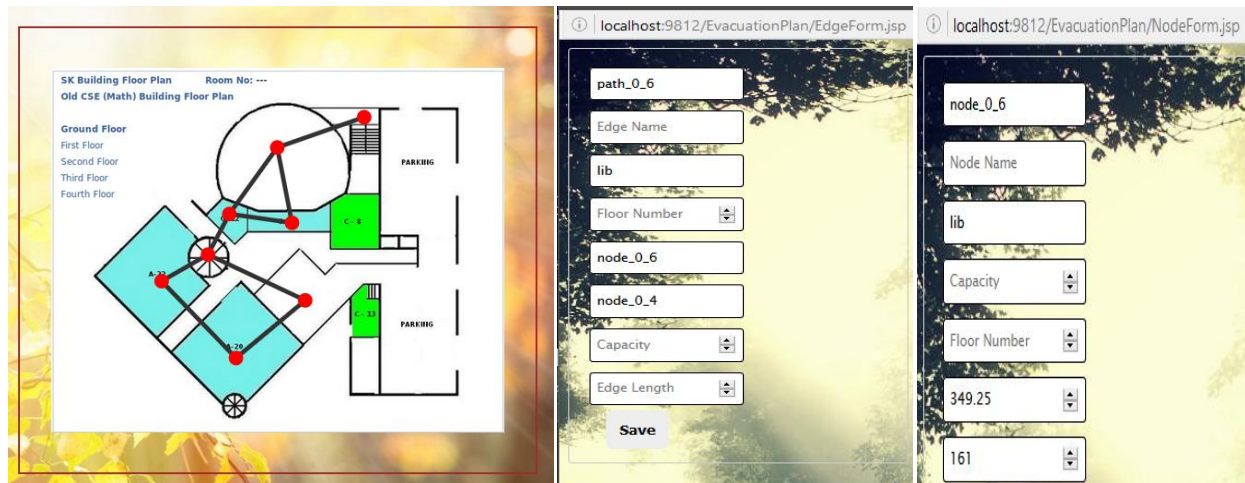 SK Building Floor Plan Room No: ---
Old CSE (Math) Building Floor Plan
Ground Floor
First Floor
Second Floor
Third Floor
Fourth Floor
PARKING
C - 8
A-22
C - 13
PARKING
A-20
localhost:9812/EvacuationPlan/EdgeForm.jsp
path_0_6
Edge Name
lib
Floor Number
node_0_6
node_0_4
Capacity
Edge Length
Save
localhost:9812/EvacuationPlan/NodeForm.jsp
node_0_6
Node Name
lib
Capacity
Floor Number
349.25
161